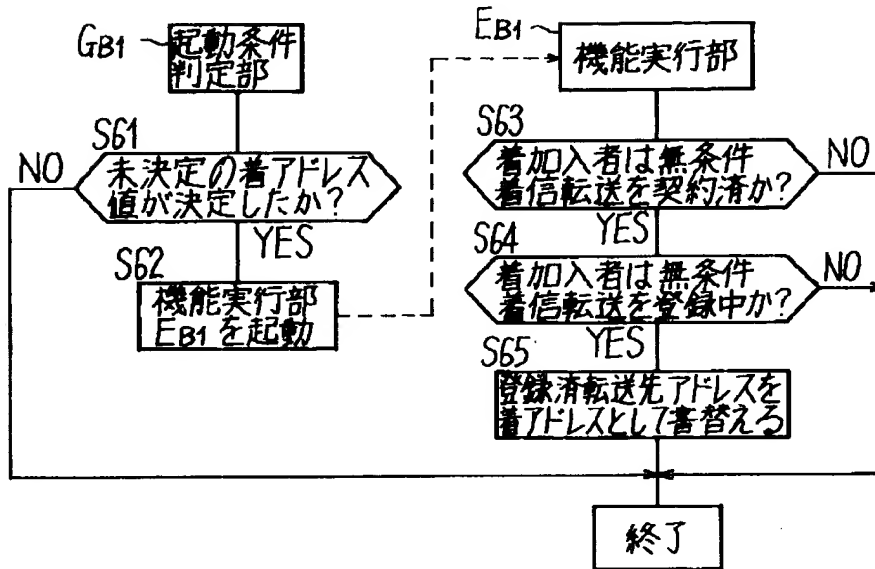 GB1
起動条件
判定部
S61
未決定の着アドレス
値が決定したか?
NO
YES
S62
機能実行部
EB1を起動
EB1
機能実行部
S63
着加入者は無条件
着信転送を契約済か?
NO
YES
S64
着加入者は無条件
着信転送を登録中か?
NO
YES
S65
登録済転送先アドレスを
着アドレスとして書替える
終了